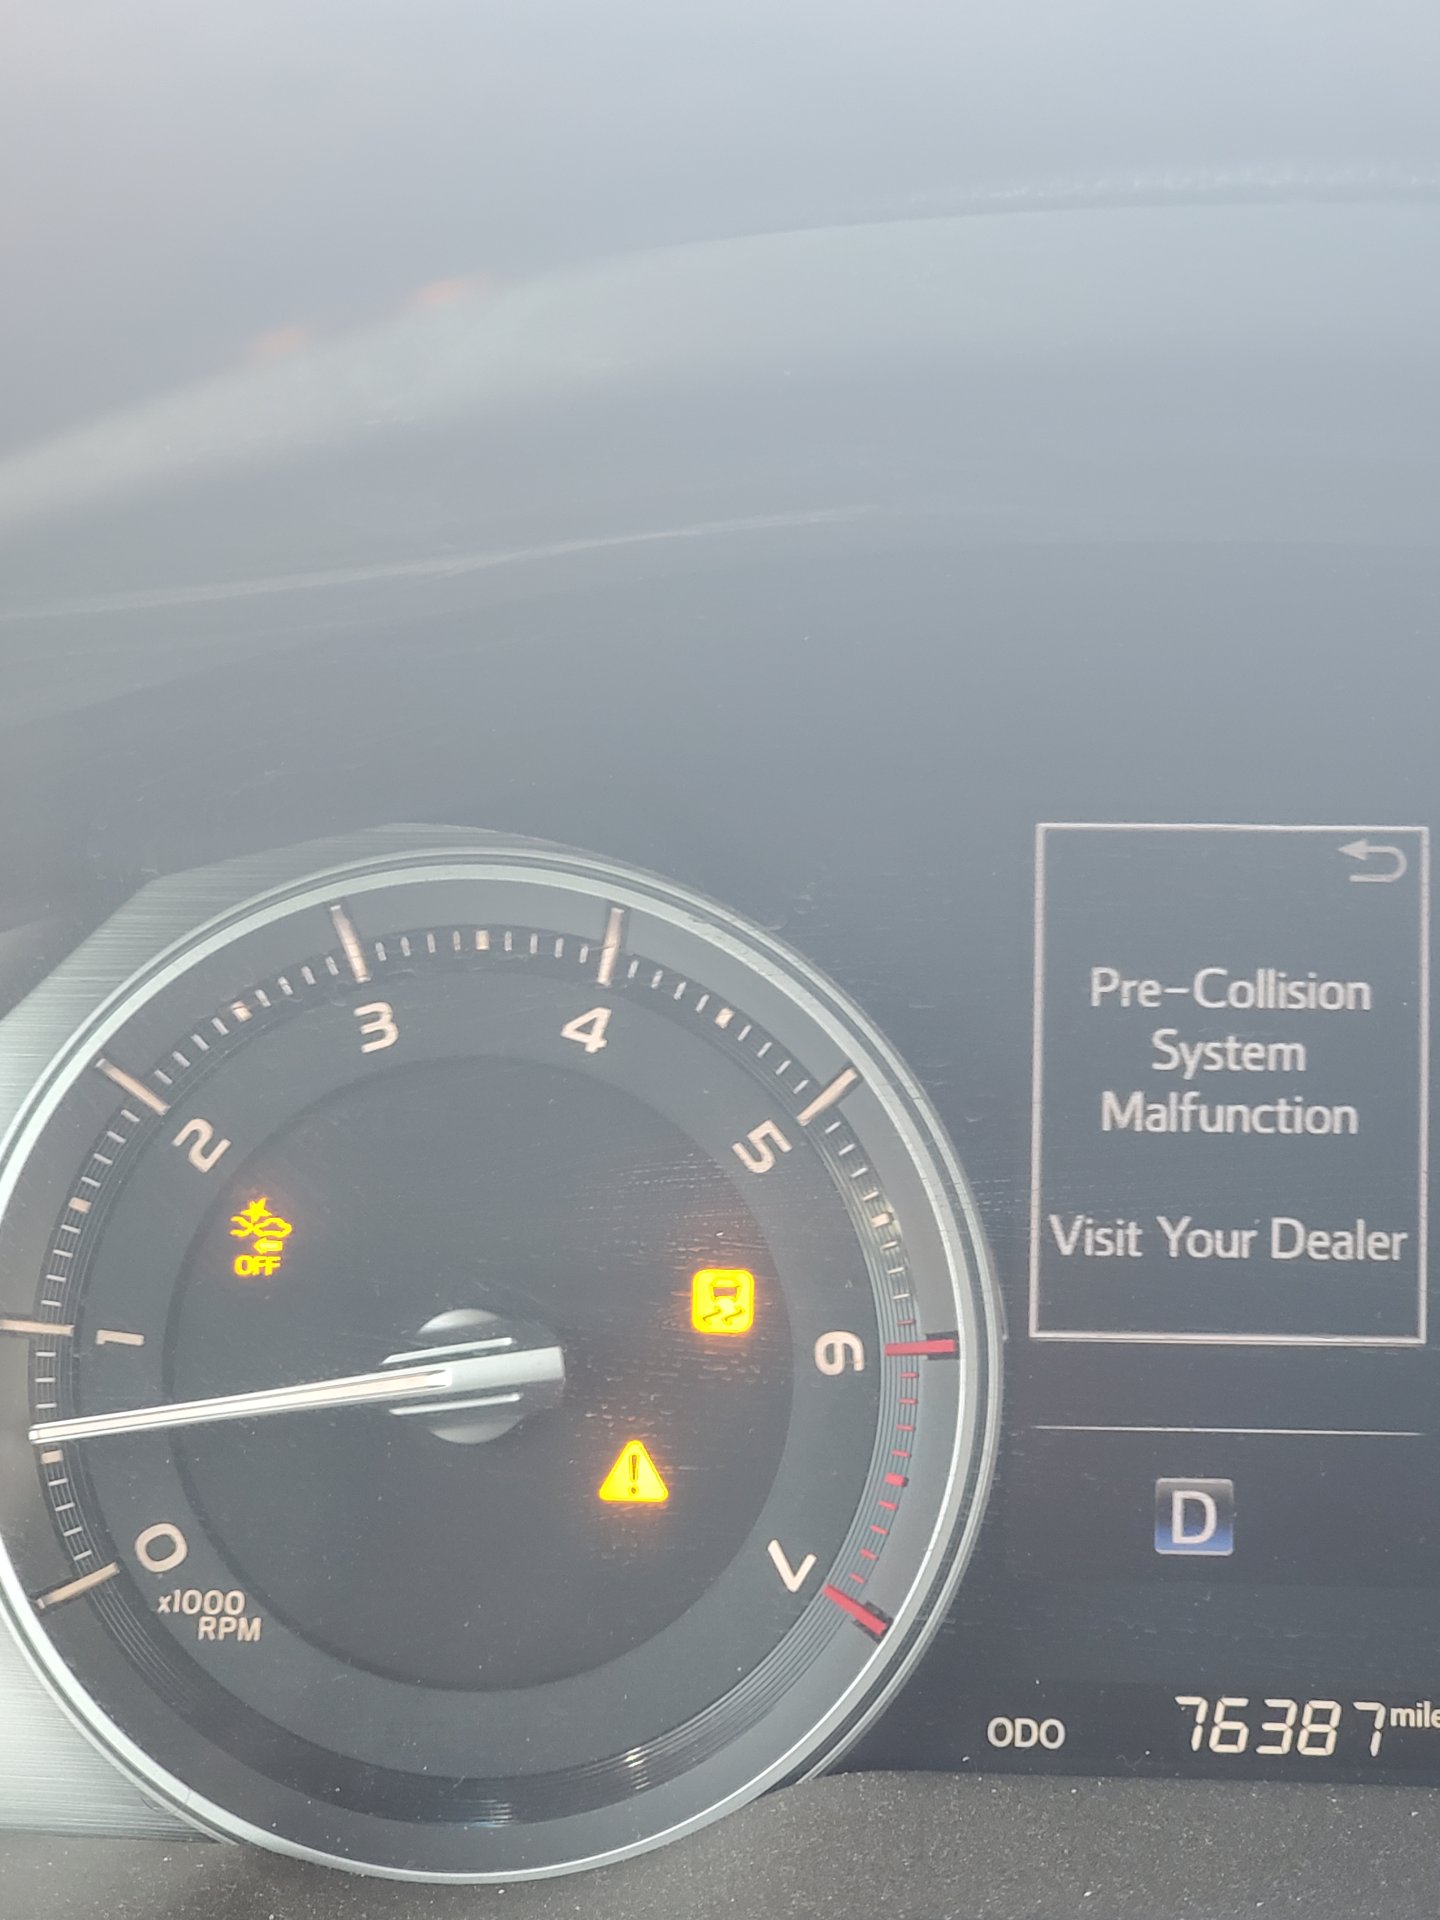 3
4
2
5
OFF
1
6
0
7
x1000
RPM
Pre-Collision
System
Malfunction
Visit Your Dealer
D
ODO 76387